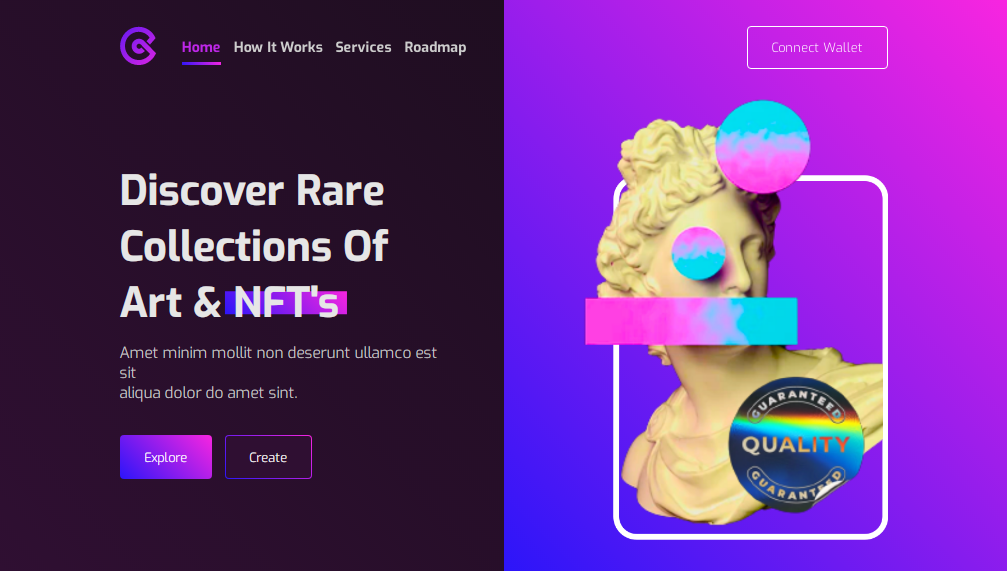 Home How It Works Services Roadmap
Connect Wallet
Discover Rare
Collections Of
Art & NFT's
Amet minim mollit non deserunt ullamco est
sit
aliqua dolor do amet sint.
Explore Create
GUARANTEED
QUALITY
GUARANTEED